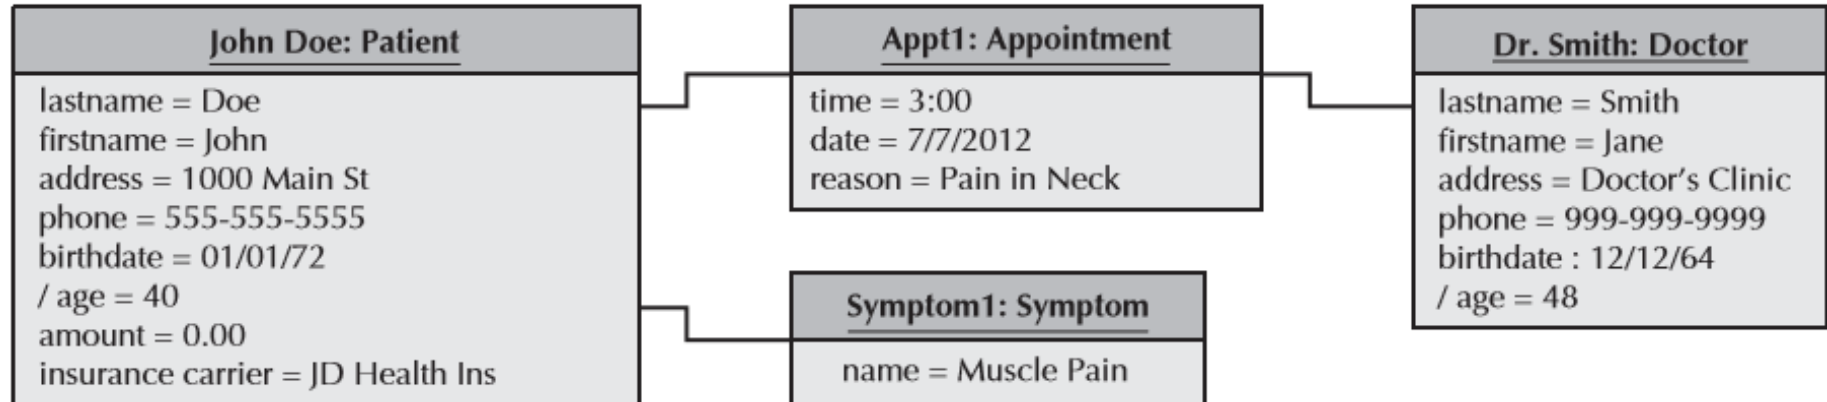 John Doe: Patient
lastname = Doe
firstname = John
address = 1000 Main St
phone = 555-555-5555
birthdate = 01/01/72
/ age = 40
amount = 0.00
insurance carrier = JD Health Ins
Appt1: Appointment
time = 3:00
date = 7/7/2012
reason = Pain in Neck
Symptom1: Symptom
name = Muscle Pain
Dr. Smith: Doctor
lastname = Smith
firstname = Jane
address = Doctor’s Clinic
phone = 999-999-9999
birthdate : 12/12/64
/ age = 48